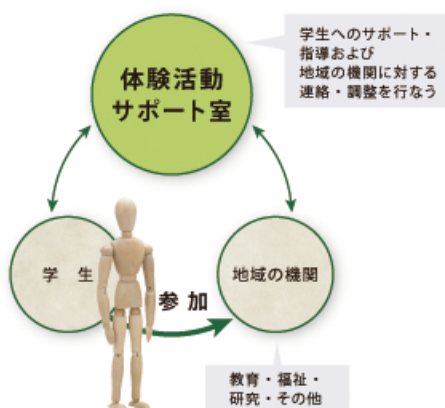 体験活動
サポート室
学生へのサポート・
指導および
地域の機関に対する
連絡・調整を行なう
学 生
参加
地域の機関
教育・福祉・
研究・その他